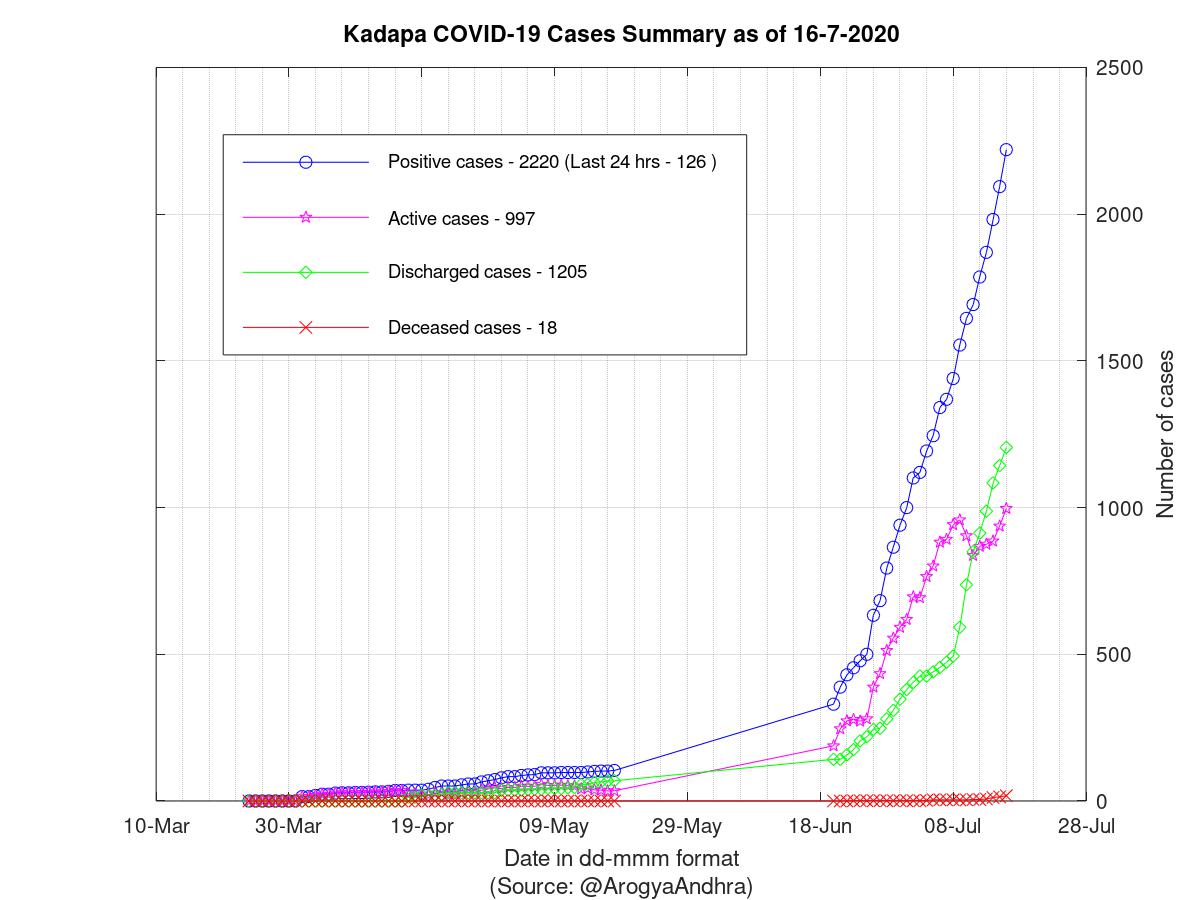 Kadapa COVID-19 Cases Summary as of 16-7-2020
2500
Positive cases - 2220 (Last 24 hrs - 126 )
Active cases - 997
2000
Discharged cases - 1205
Deceased cases - 18
1500
Number of cases
1000
500
0
10-Mar 30-Mar 19-Apr 09-May 29-May 18-Jun 08-Jul 28-Jul
Date in dd-mmm format
(Source: @ArogyaAndhra)